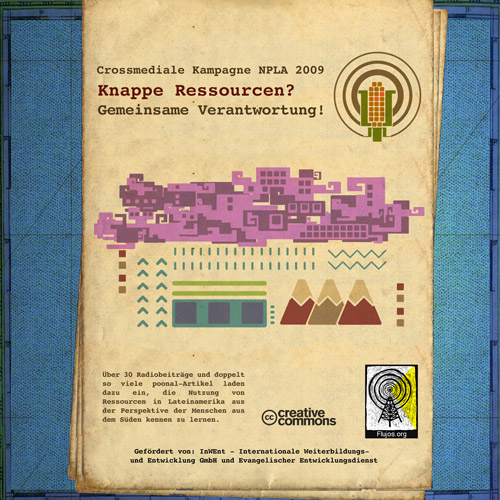 Crossmediale Kampagne NPLA 2009
Knappe Ressourcen?
Gemeinsame Verantwortung!
Über 30 Radiobeiträge und doppelt
so viele poonal-Artikel laden
dazu ein, die Nutzung von
Ressourcen in Lateinamerika aus
der Perspektive der Menschen aus
dem Süden kennen zu lernen.
cc creative
commons
Flujos.org
Gefördert von: InWEnt - Internationale Weiterbildungs-
und Entwicklung GmbH und Evangelischer Entwicklungsdienst